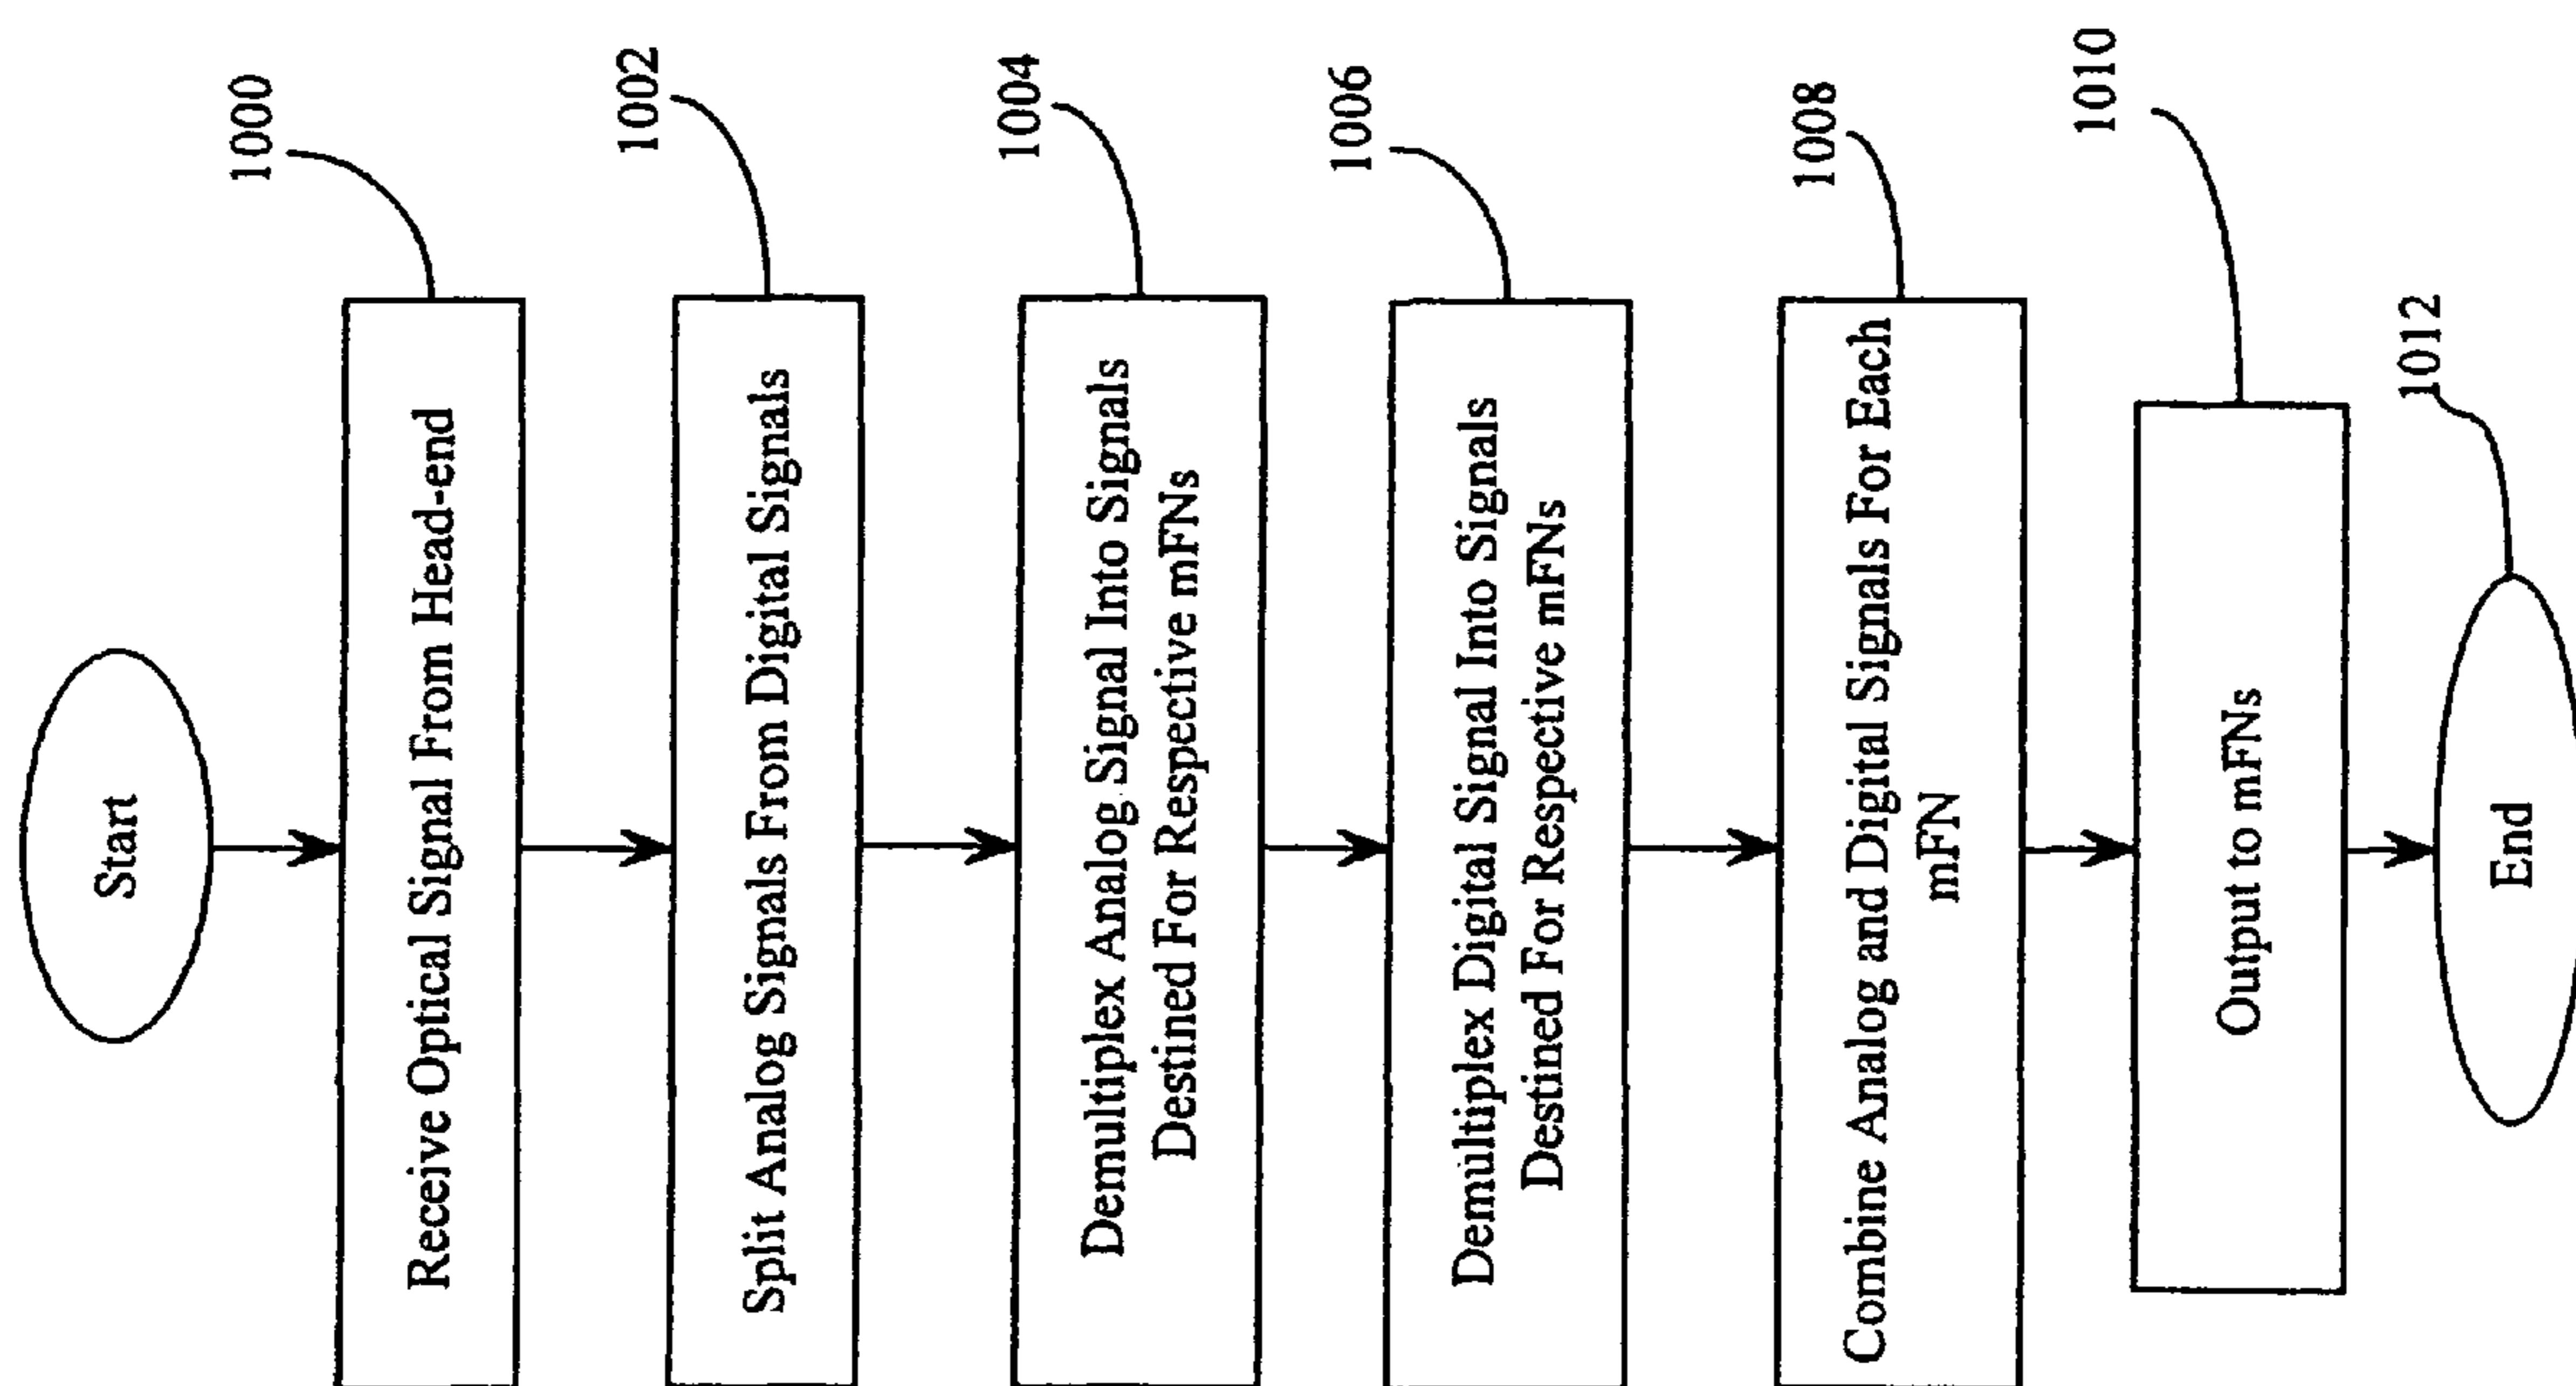 Start
1000
Receive Optical Signal From Head-end
1002
Split Analog Signals From Digital Signals
1004
Demultiplex Analog Signal Into Signals
Destined For Respective mFNs
1006
Demultiplex Digital Signal Into Signals
Destined For Respective mFNs
1008
Combine Analog and Digital Signals For Each
mFN
1010
Output to mFNs
1012
End